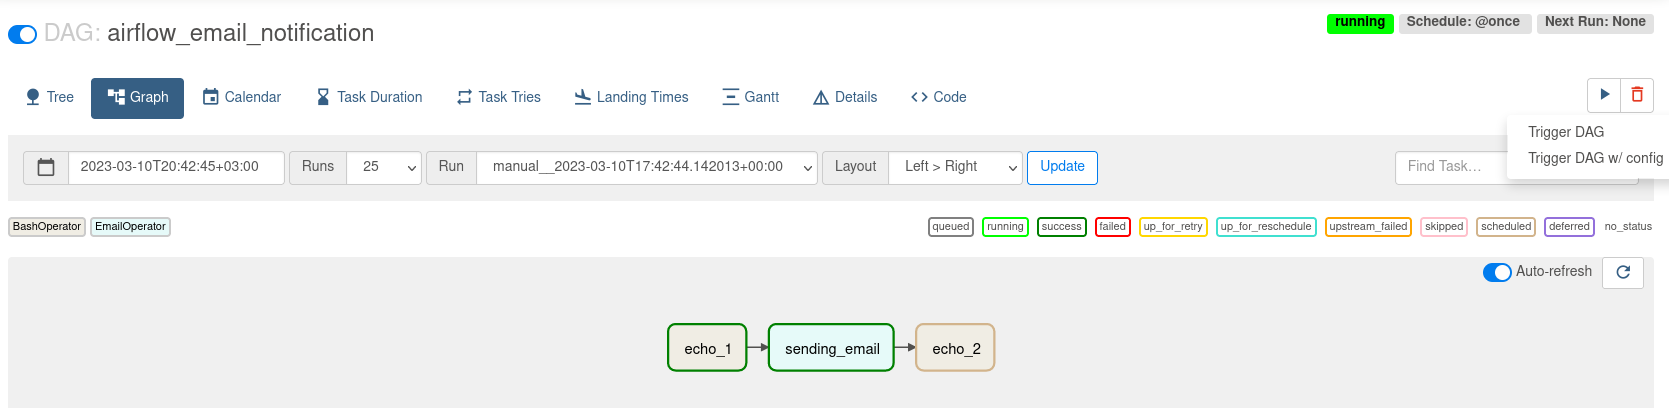 DAG: airflow_email_notification
running Schedule: @once Next Run: None
Tree Graph Calendar Task Duration Task Tries Landing Times Gantt Details Code
Trigger DAG
Trigger DAG w/ config
2023-03-10T20:42:45+03:00 Runs 25 Run manual__2023-03-10T17:42:44.142013+00:00 Layout Left > Right Update Find Task...
BashOperator EmailOperator queued running success failed up_for_retry up_for_reschedule upstream_failed skipped scheduled deferred no_status
Auto-refresh
echo_1 sending_email echo_2